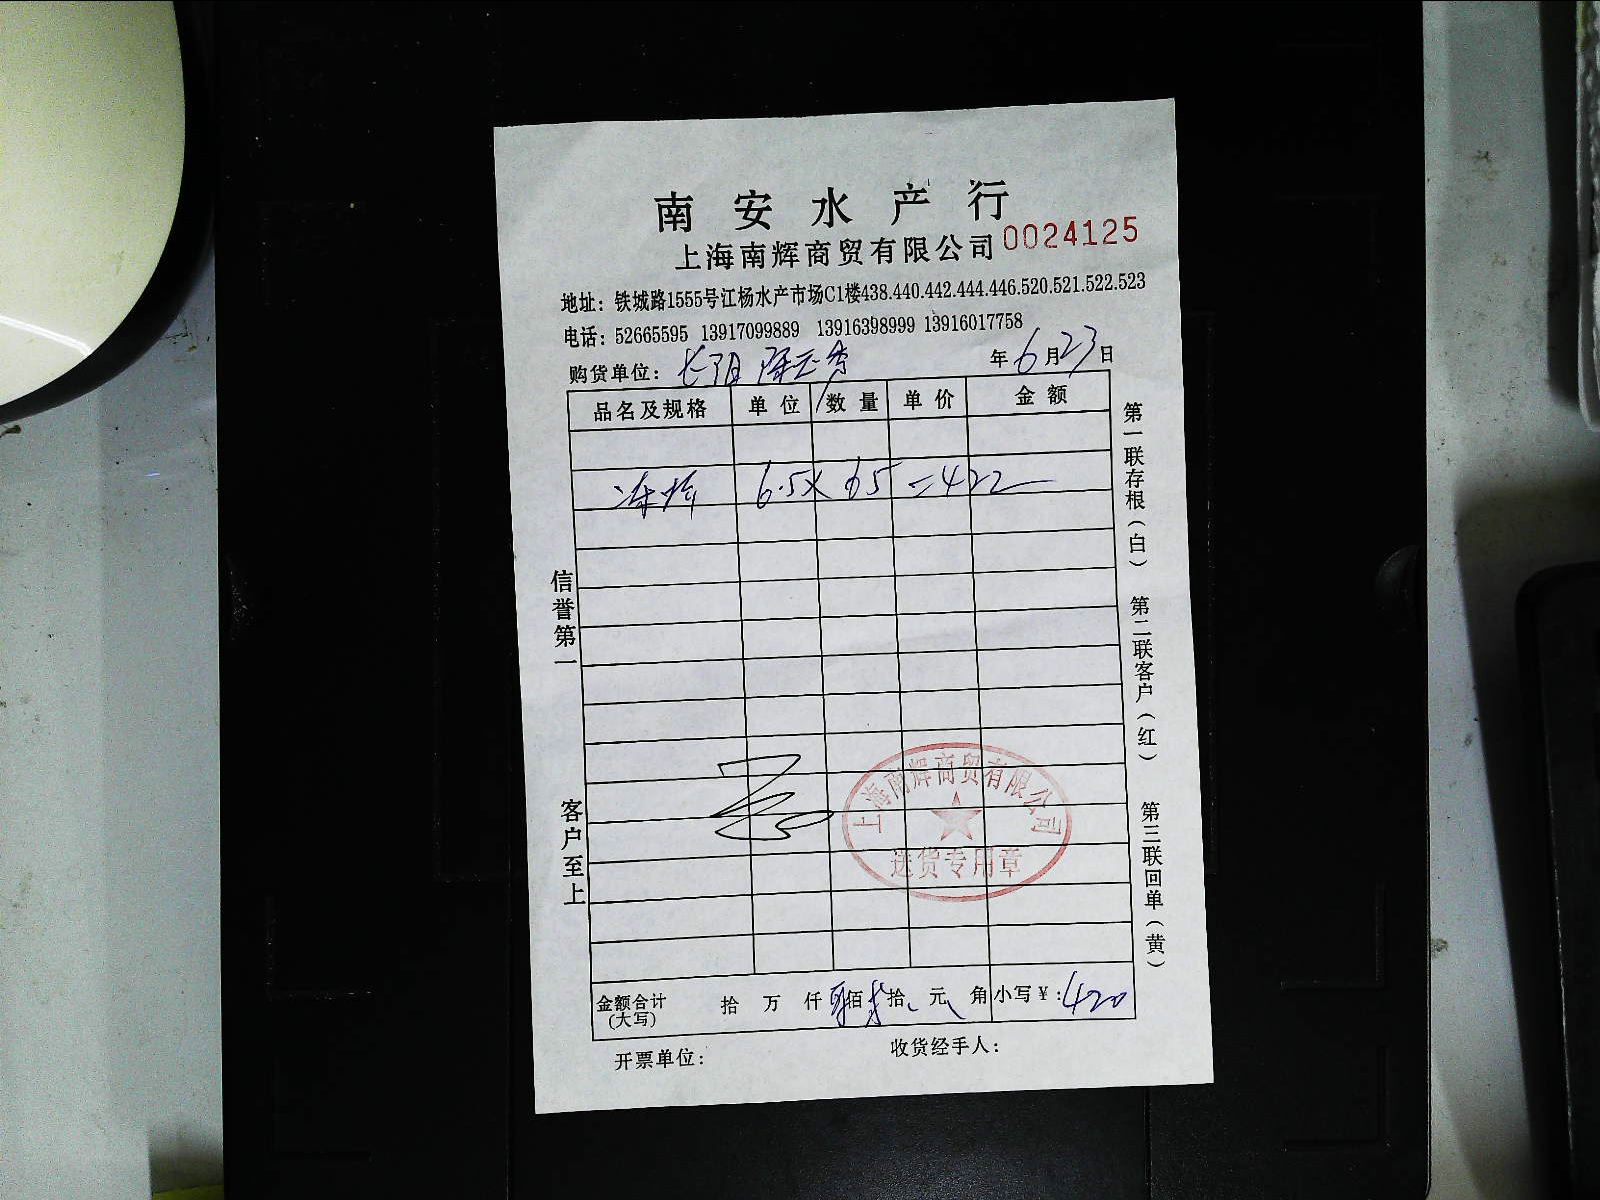 南安水产行
上海南辉商贸有限公司 0024125
地址：铁城路1555号江杨水产市场C1楼438.440.442.444.446.520.521.522.523
电话：52665595 13917099889 13916398999 13916017758
购货单位： 年6月23日
品名及规格 单位 数量 单价 金额
6.5× 65 =422
信誉第一
客户至上
第一联存根（白）
第二联客户（红）
第三联回单（黄）
上海南辉商贸有限公司
送货专用章
金额合计 拾 万 仟 佰 拾 元 角 小写￥：420
(大写)
开票单位： 收货经手人：